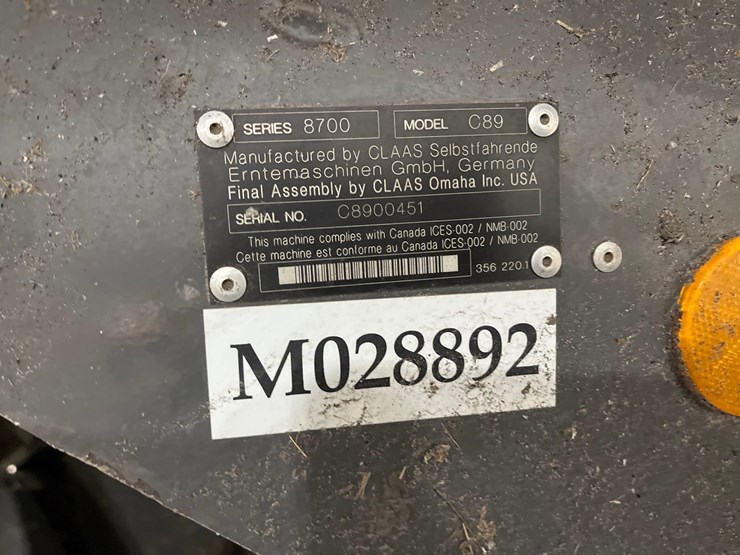 SERIES 8700 MODEL C89
Manufactured by CLAAS Selbstfahrende
Erntemaschinen GmbH, Germany
Final Assembly by CLAAS Omaha Inc. USA
SERIAL NO. C8900451
This machine complies with Canada ICES-002 / NMB-002
Cette machine est conforme au Canada ICES-002 / NMB-002
356 220.1
M028892